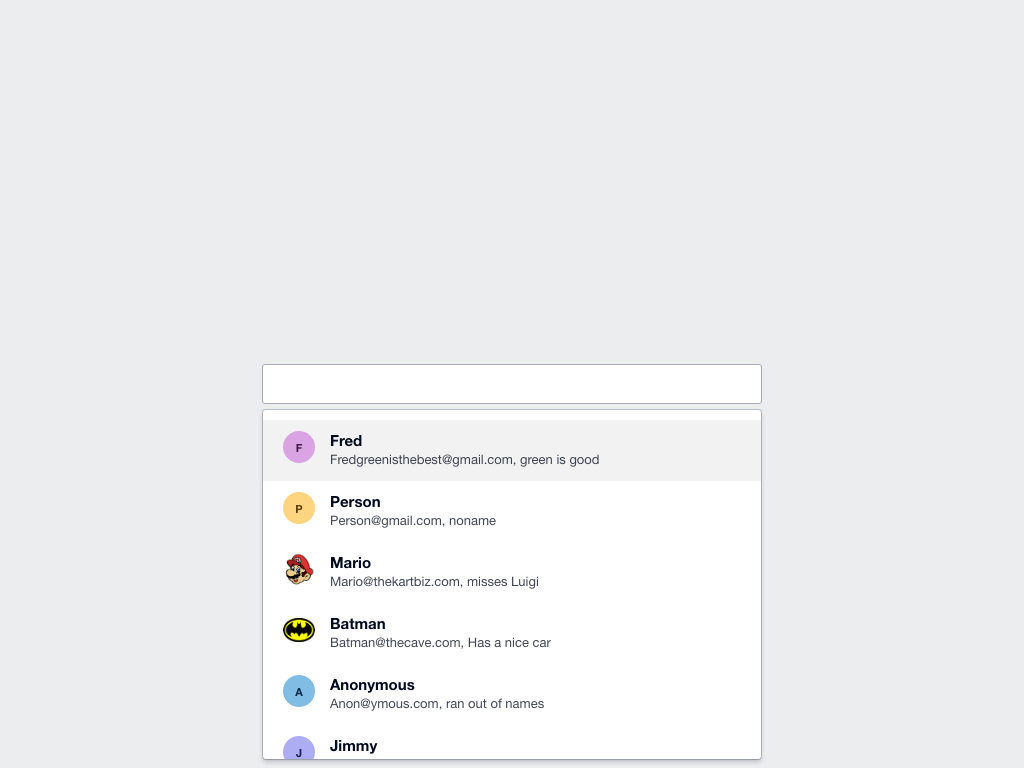 F
Fred
Fredgreenisthebest@gmail.com, green is good
P
Person
Person@gmail.com, noname
Mario
Mario@thekartbiz.com, misses Luigi
Batman
Batman@thecave.com, Has a nice car
A
Anonymous
Anon@ymous.com, ran out of names
J
Jimmy